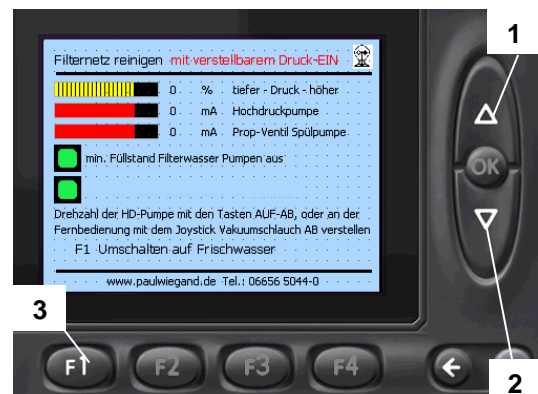 1
Filternetz reinigen mit verstellbarem Druck-EIN
0 % tiefer - Druck - höher
0 mA Hochdruckpumpe
0 mA Prop-Ventil Spülpumpe
OK
min. Füllstand Filterwasser Pumpen aus
Drehzahl der HD-Pumpe mit den Tasten AUF-AB, oder an der
Fernbedienung mit dem Joystick Vakuumschlauch AB verstellen
F1 Umschalten auf Frischwasser
www.paulwiegand.de Tel.: 06656 5044-0
3
F1 F2 F3 F4
2